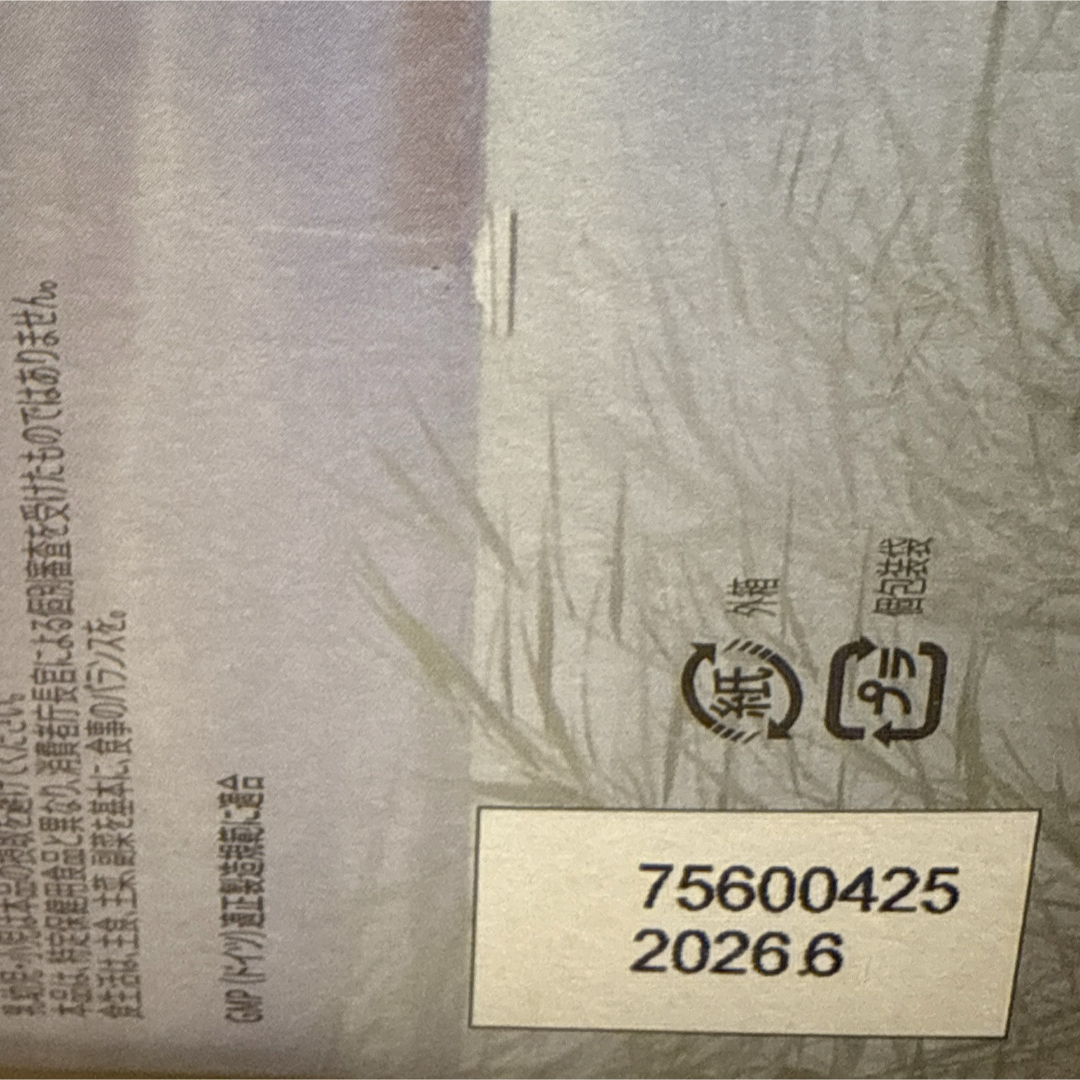 乳幼児・小児は本品の摂取を避けてください。
本品は、特定保健用食品と異なり、消費者庁長官による個別審査を受けたものではありません。
食生活は、主食、主菜、副菜を基本に、食事のバランスを。
GMP（ドイツ）適正製造規範に適合
外箱
紙
個包装袋
プラ
75600425
2026.6